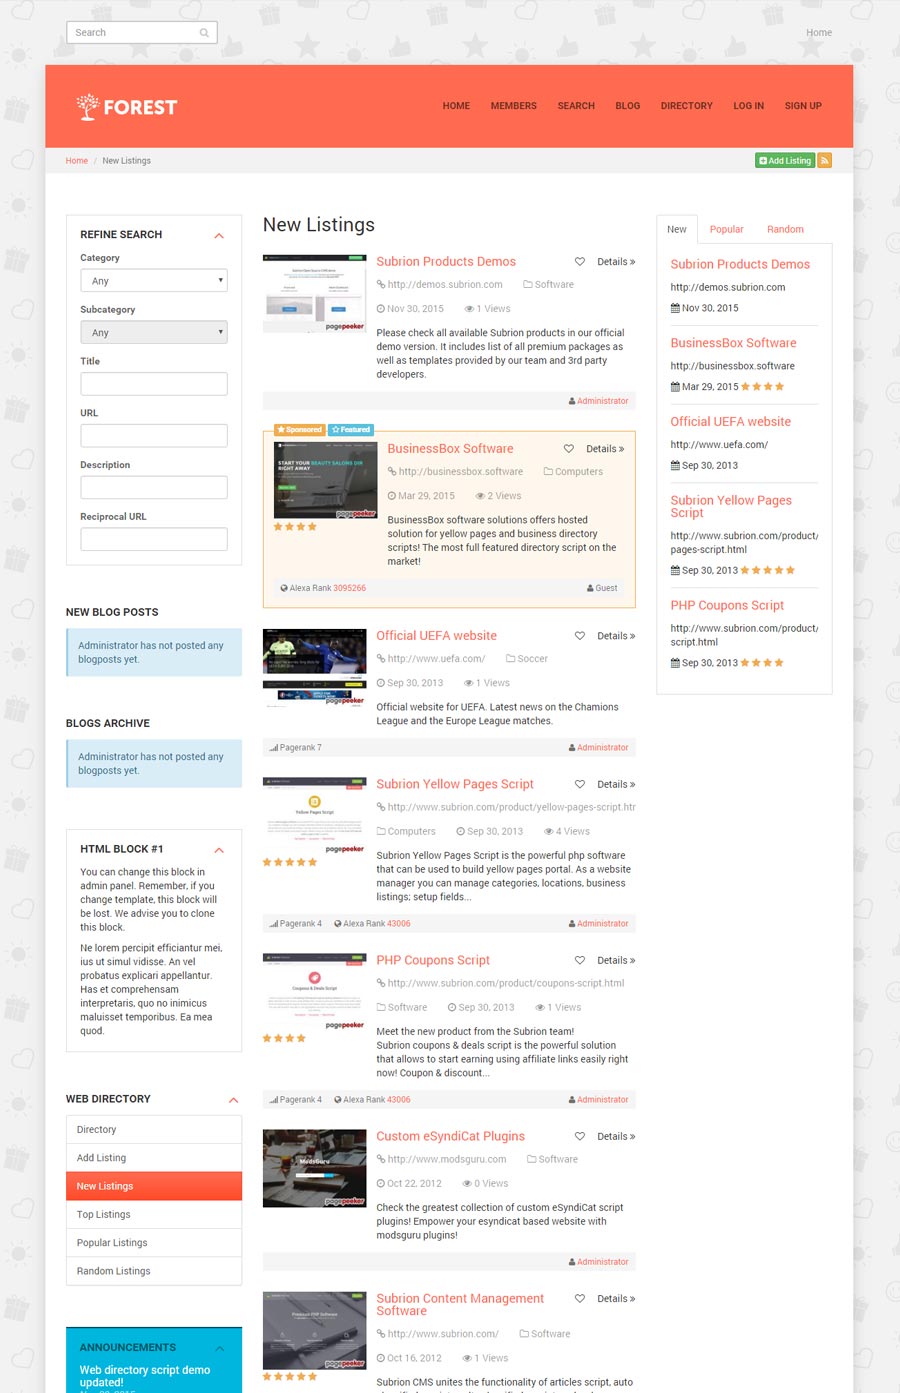 Search
Home
FOREST
HOME MEMBERS SEARCH BLOG DIRECTORY LOG IN SIGN UP
Home / New Listings
Add Listing
REFINE SEARCH
Category
Any
Subcategory
Any
Title
URL
Description
Reciprocal URL
NEW BLOG POSTS
Administrator has not posted any
blogposts yet.
BLOGS ARCHIVE
Administrator has not posted any
blogposts yet.
HTML BLOCK #1
You can change this block in
admin panel. Remember, if you
change template, this block will
be lost. We advise you to clone
this block.
Ne lorem percipit efficiantur mei,
ius ut simul vidisse. An vel
probatus explicari appellantur.
Has et comprehensam
interpretaris, quo no inimicus
maluisset temporibus. Ea mea
quod.
WEB DIRECTORY
Directory
Add Listing
New Listings
Top Listings
Popular Listings
Random Listings
ANNOUNCEMENTS
Web directory script demo
updated!
New Listings
Subrion Products Demos Details »
http://demos.subrion.com Software
Nov 30, 2015 1 Views
Please check all available Subrion products in our official
demo version. It includes list of all premium packages as
well as templates provided by our team and 3rd party
developers.
pagepeeker
Administrator
Sponsored Featured
BusinessBox Software Details »
http://businessbox.software Computers
Mar 29, 2015 2 Views
START YOUR BEAUTY SALONS DIR
RIGHT AWAY
pagepeeker
BusinessBox software solutions offers hosted
solution for yellow pages and business directory
scripts! The most full featured directory script on the
market!
Alexa Rank 3095266 Guest
Official UEFA website Details »
http://www.uefa.com/ Soccer
Sep 30, 2013 1 Views
pagepeeker
Official website for UEFA. Latest news on the Chamions
League and the Europe League matches.
Pagerank 7 Administrator
Subrion Yellow Pages Script Details »
http://www.subrion.com/product/yellow-pages-script.htr
Computers Sep 30, 2013 4 Views
Yellow Pages Script
pagepeeker
Subrion Yellow Pages Script is the powerful php software
that can be used to build yellow pages portal. As a website
manager you can manage categories, locations, business
listings; setup fields...
Pagerank 4 Alexa Rank 43006 Administrator
PHP Coupons Script Details »
http://www.subrion.com/product/coupons-script.html
Software Sep 30, 2013 1 Views
Coupons & Deals Script
pagepeeker
Meet the new product from the Subrion team!
Subrion coupons & deals script is the powerful solution
that allows to start earning using affiliate links easily right
now! Coupon & discount...
Pagerank 4 Alexa Rank 43006 Administrator
Custom eSyndiCat Plugins Details »
http://www.modsguru.com Software
Oct 22, 2012 0 Views
ModsGuru
pagepeeker
Check the greatest collection of custom eSyndiCat script
plugins! Empower your esyndicat based website with
modsguru plugins!
Administrator
Subrion Content Management
Software Details »
http://www.subrion.com/ Software
Oct 16, 2012 1 Views
Premium PHP Software
pagepeeker
Subrion CMS unites the functionality of articles script, auto
New Popular Random
Subrion Products Demos
http://demos.subrion.com
Nov 30, 2015
BusinessBox Software
http://businessbox.software
Mar 29, 2015
Official UEFA website
http://www.uefa.com/
Sep 30, 2013
Subrion Yellow Pages
Script
http://www.subrion.com/product/
pages-script.html
Sep 30, 2013
PHP Coupons Script
http://www.subrion.com/product/
script.html
Sep 30, 2013